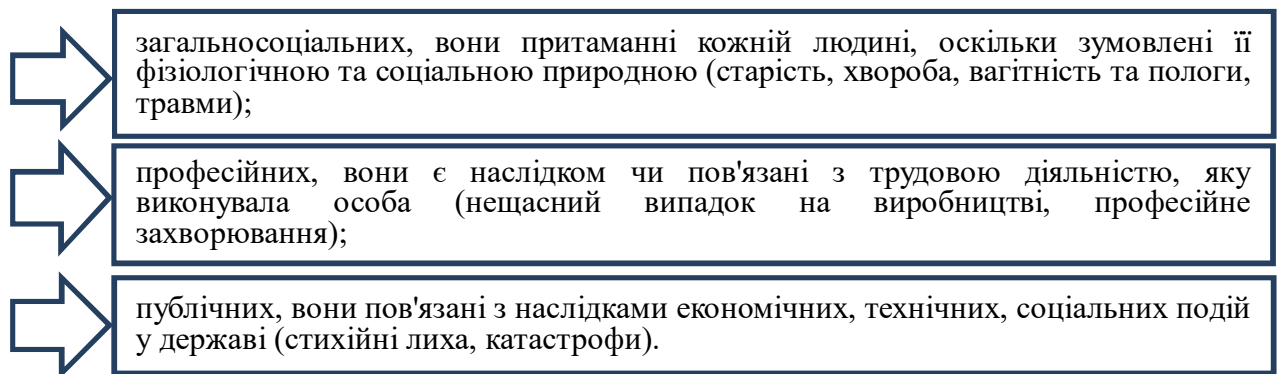 загальносоціальних, вони притаманні кожній людині, оскільки зумовлені її
фізіологічною та соціальною природною (старість, хвороба, вагітність та пологи,
травми);
професійних, вони є наслідком чи пов'язані з трудовою діяльністю, яку
виконувала особа (нещасний випадок на виробництві, професійне
захворювання);
публічних, вони пов'язані з наслідками економічних, технічних, соціальних подій
у державі (стихійні лиха, катастрофи).